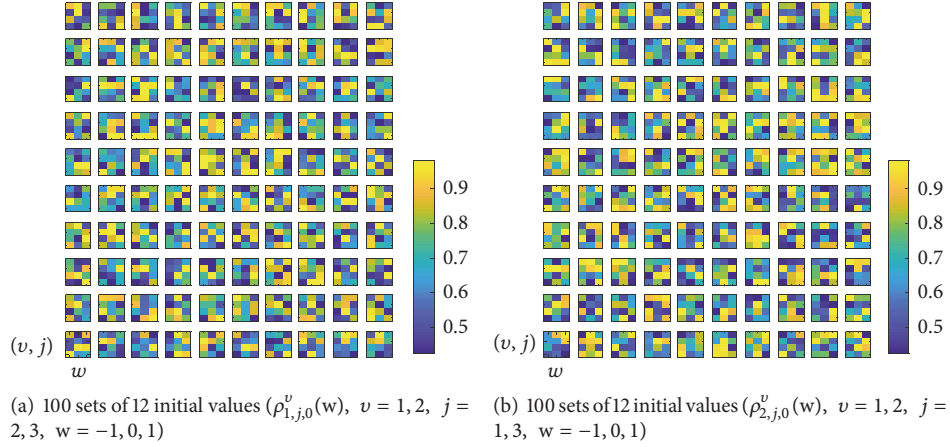 0.9
0.8
0.7
0.6
0.5
(υ, j)
w
0.9
0.8
0.7
0.6
0.5
(υ, j)
w
(a) 100 sets of 12 initial values (ρ^υ_{1,j,0}(w), υ = 1, 2, j =
2, 3, w = −1, 0, 1)
(b) 100 sets of 12 initial values (ρ^υ_{2,j,0}(w), υ = 1, 2, j =
1, 3, w = −1, 0, 1)